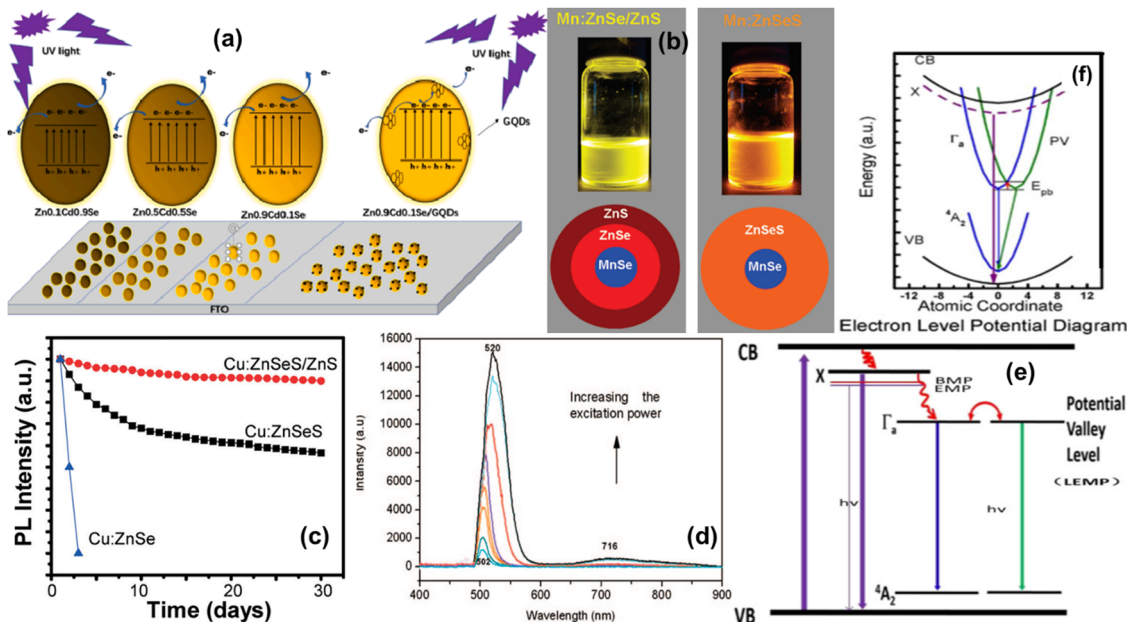 (a)
UV light
UV light
e-
e-
e-
e-
e-
e-
e- e- e- e-
e- e- e- e-
e- e- e- e-
e- e- e- e-
h+ h+ h+ h+
h+ h+ h+ h+
h+ h+ h+ h+
h+ h+ h+ h+
GQDs
Zn0.1Cd0.9Se
Zn0.5Cd0.5Se
Zn0.9Cd0.1Se
Zn0.9Cd0.1Se/GQDs
FTO
Mn:ZnSe/ZnS
(b)
Mn:ZnSeS
ZnS
ZnSe
MnSe
ZnSeS
MnSe
(f)
CB
X
Γa
PV
Epb
⁴A₂
VB
Energy (a.u.)
-12 -8 -4 0 4 8 12
Atomic Coordinate
Electron Level Potential Diagram
PL Intensity (a.u.)
Cu:ZnSeS/ZnS
Cu:ZnSeS
Cu:ZnSe
(c)
0 5 10 15 20 25 30
Time (days)
Intansity (a.u)
16000
14000
12000
10000
8000
6000
4000
2000
0
520
502
716
Increasing the
excitation power
(d)
400 500 600 700 800 900
Wavelength (nm)
CB
(e)
X
BMP
EMP
Γa
Potential
Valley
Level
(LEMP)
hv
hv
⁴A₂
VB